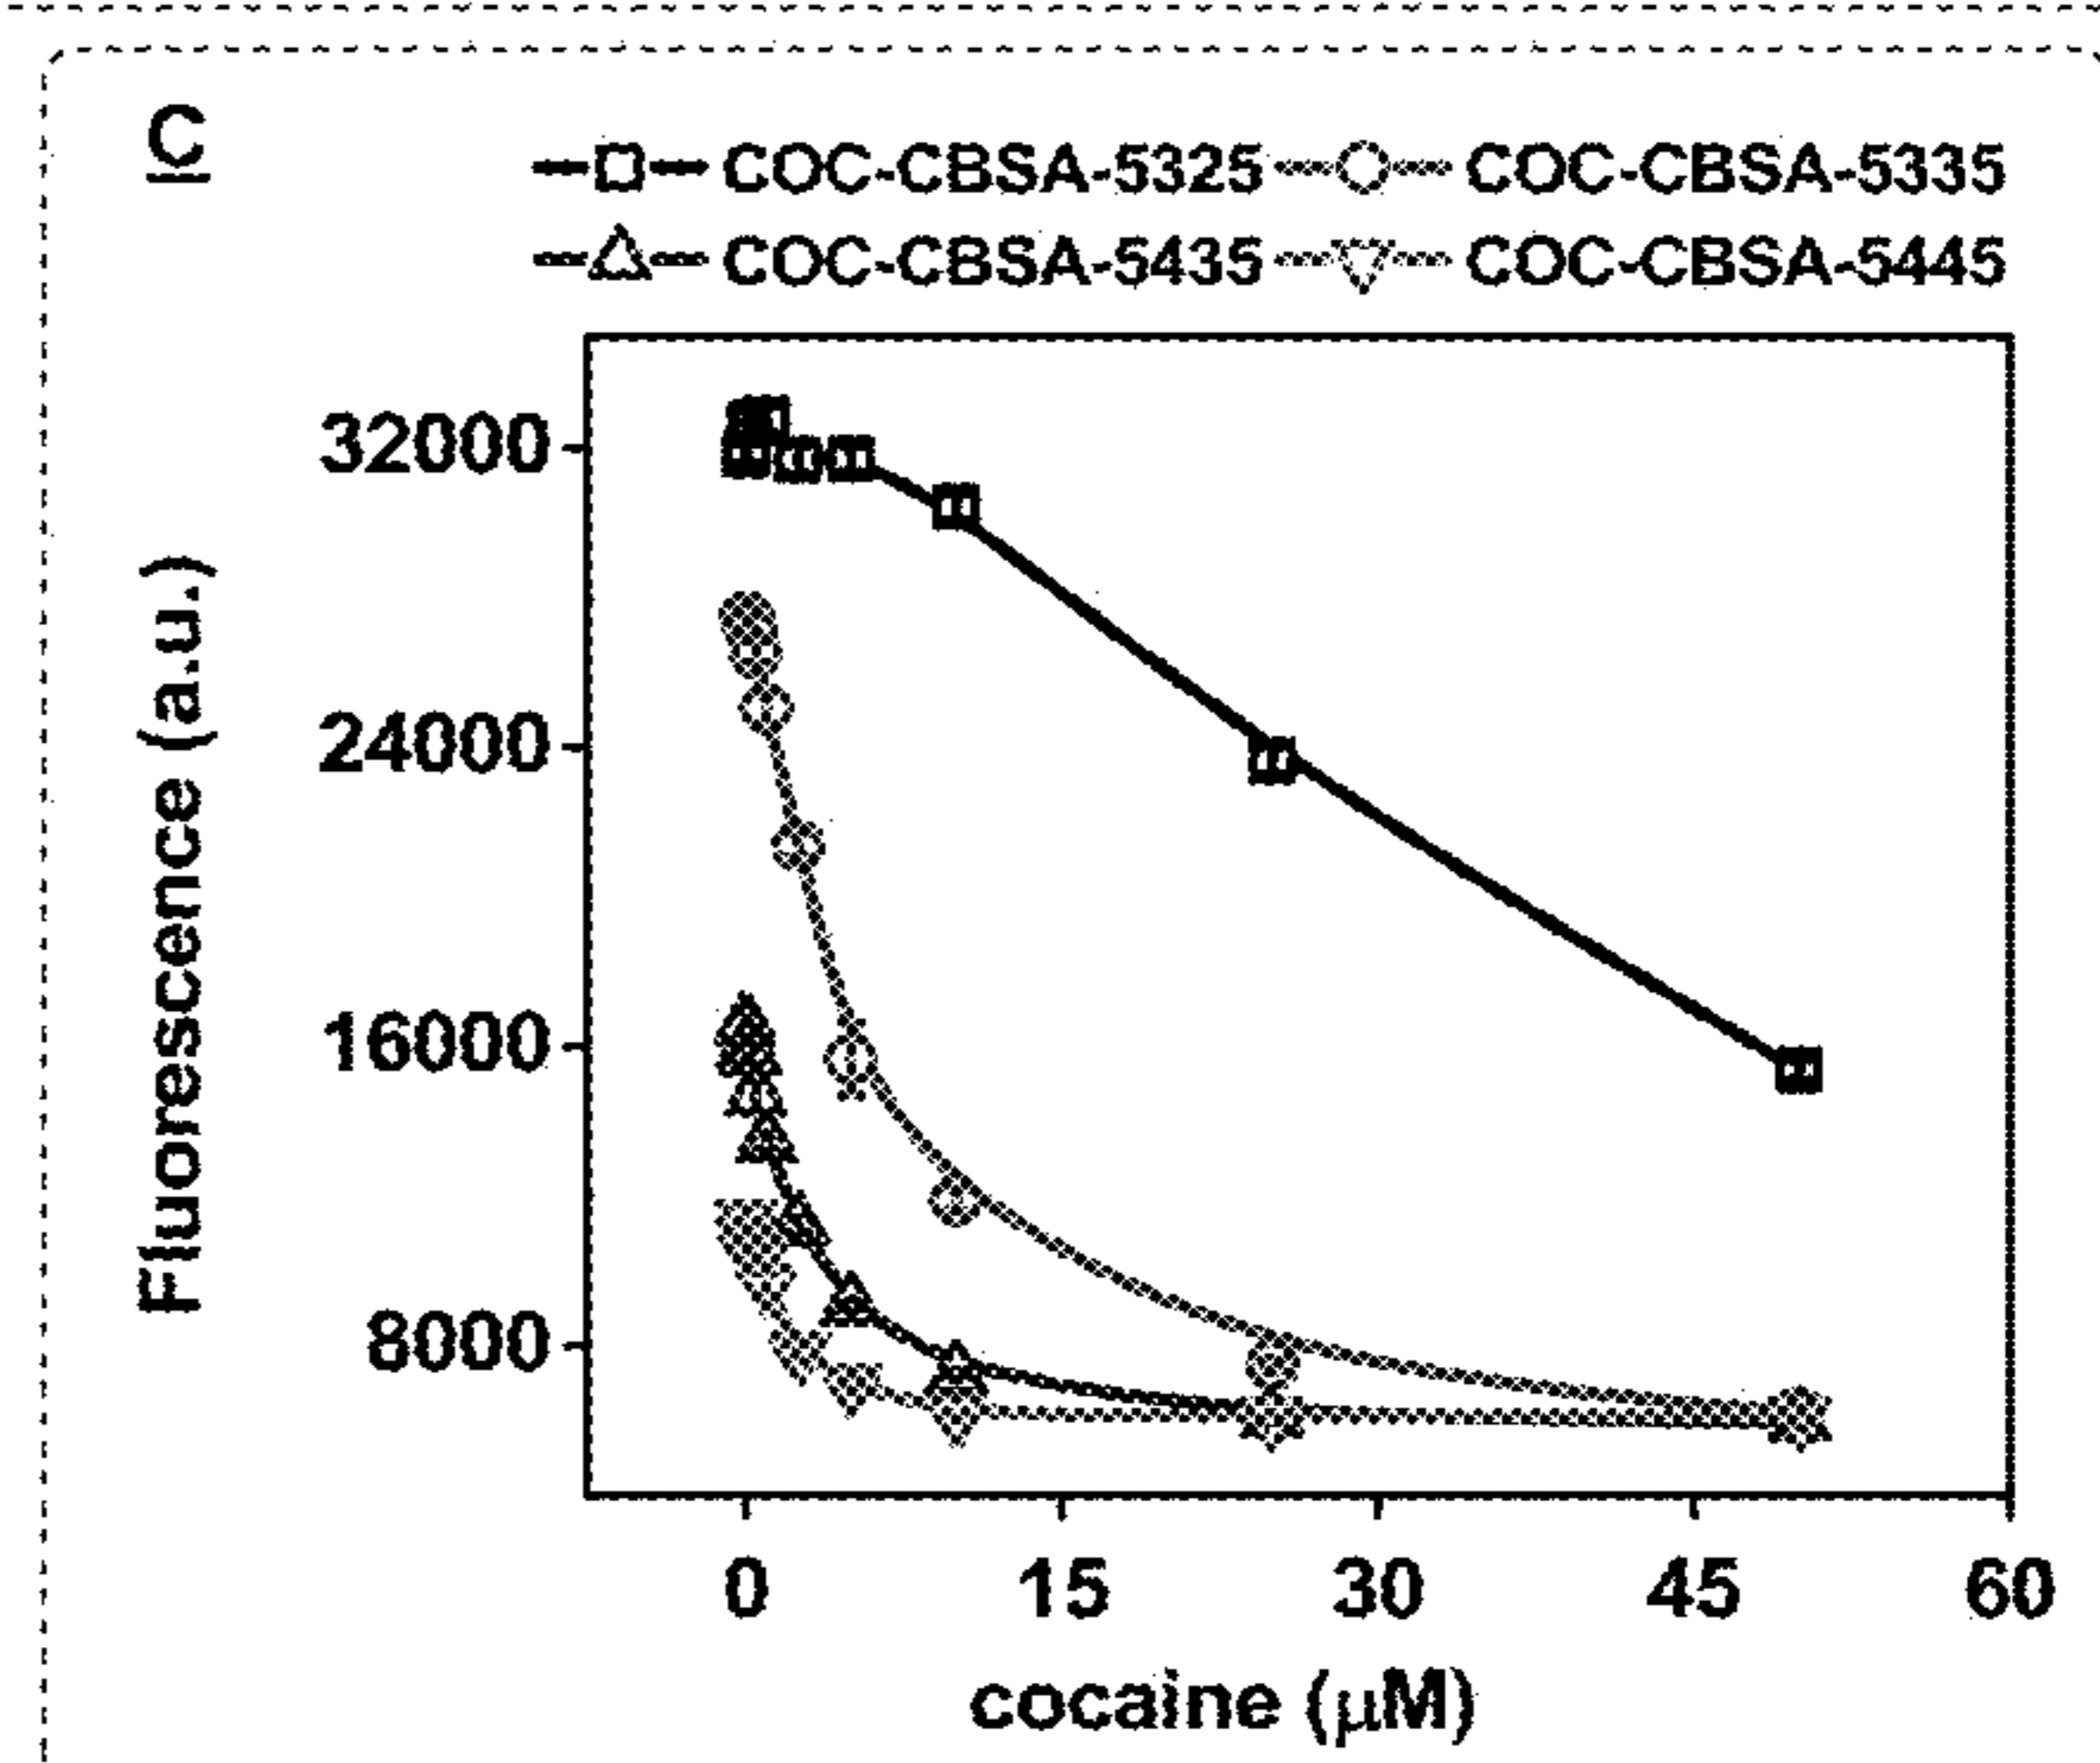 C
COC-CBSA-5325 COC-CBSA-5335
COC-CBSA-5435 COC-CBSA-5445
Fluorescence (a.u.)
32000
24000
16000
8000
0 15 30 45 60
cocaine (μM)